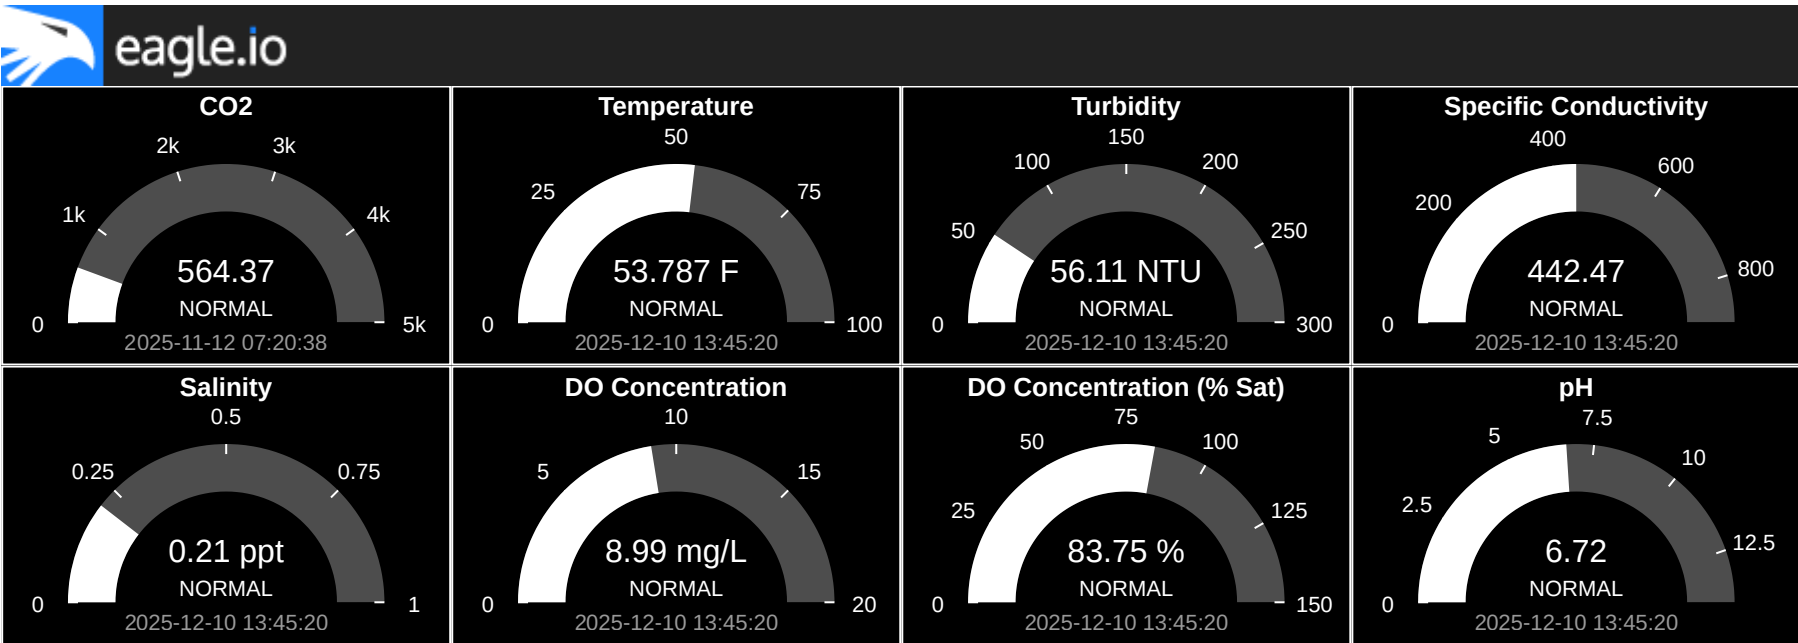 eagle.io
CO2
2k 3k
1k 4k
564.37
NORMAL
0 5k
2025-11-12 07:20:38
Temperature
50
25 75
53.787 F
NORMAL
0 100
2025-12-10 13:45:20
Turbidity
150
100 200
50 250
56.11 NTU
NORMAL
0 300
2025-12-10 13:45:20
Specific Conductivity
400
600
200
800
442.47
NORMAL
0
2025-12-10 13:45:20
Salinity
0.5
0.25 0.75
0.21 ppt
NORMAL
0 1
2025-12-10 13:45:20
DO Concentration
10
5 15
8.99 mg/L
NORMAL
0 20
2025-12-10 13:45:20
DO Concentration (% Sat)
75
50 100
25 125
83.75 %
NORMAL
0 150
2025-12-10 13:45:20
pH
7.5
5
10
2.5
12.5
6.72
NORMAL
0
2025-12-10 13:45:20